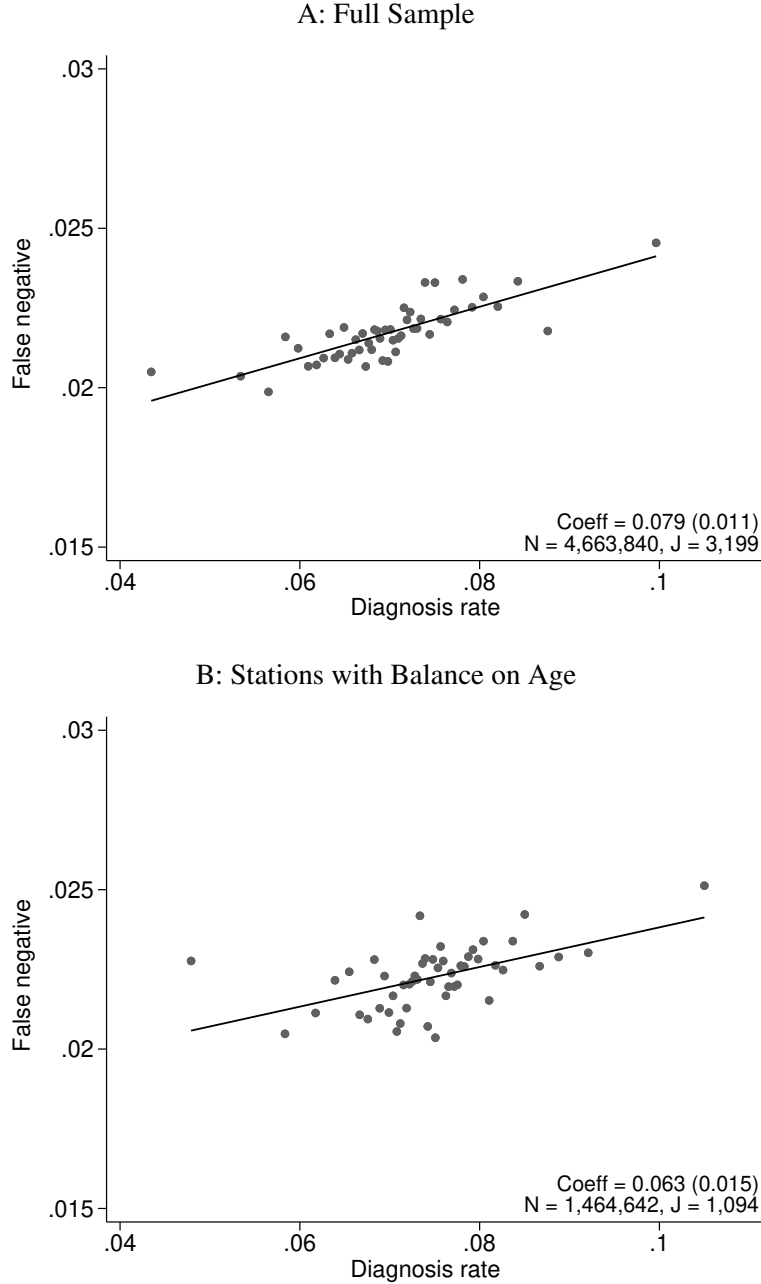 A: Full Sample
.03
.025
.02
.015
False negative
Coeff = 0.079 (0.011)
N = 4,663,840, J = 3,199
.04 .06 .08 .1
Diagnosis rate
B: Stations with Balance on Age
.03
.025
.02
.015
False negative
Coeff = 0.063 (0.015)
N = 1,464,642, J = 1,094
.04 .06 .08 .1
Diagnosis rate